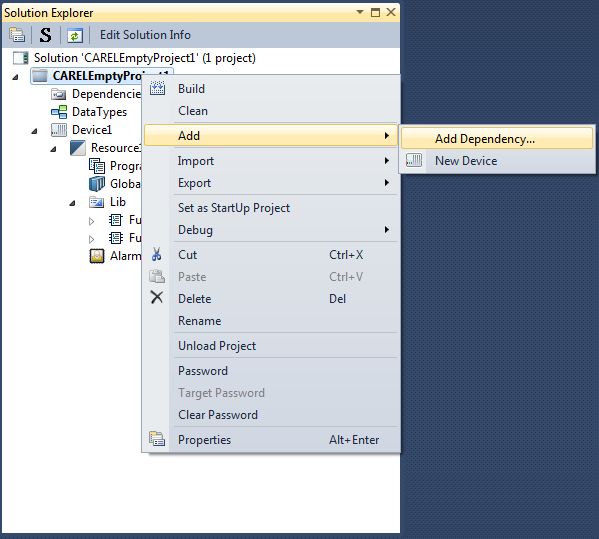 Solution Explorer
S Edit Solution Info
Solution 'CARELEmptyProject1' (1 project)
CARELEmptyProject1
Dependencie
DataTypes
Device1
Resource
Progr
Globa
Lib
Fu
Fu
Alarm
Build
Clean
Add
Import
Export
Set as StartUp Project
Debug
Cut Ctrl+X
Paste Ctrl+V
Delete Del
Rename
Unload Project
Password
Target Password
Clear Password
Properties Alt+Enter
Add Dependency...
New Device